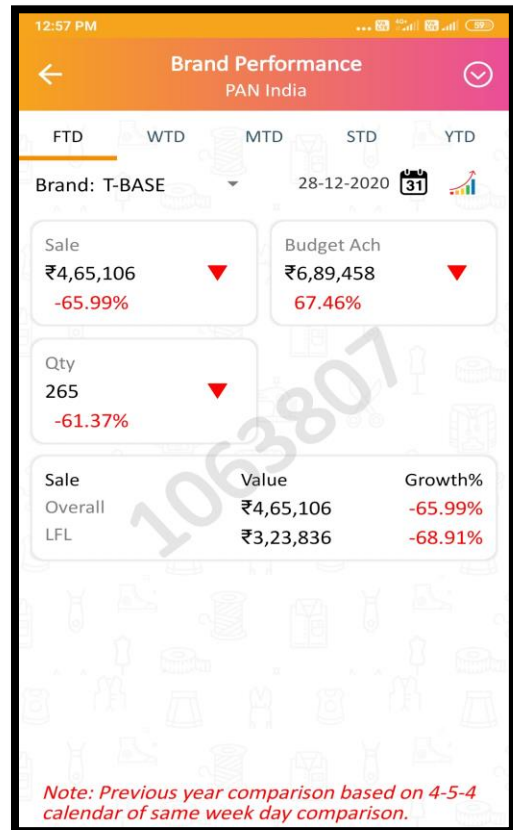 12:57 PM
59
Brand Performance
PAN India
FTD WTD MTD STD YTD
Brand: T-BASE 28-12-2020 31
Sale
₹4,65,106
-65.99%
Budget Ach
₹6,89,458
67.46%
Qty
265
-61.37%
1063807
Sale Value Growth%
Overall ₹4,65,106 -65.99%
LFL ₹3,23,836 -68.91%
Note: Previous year comparison based on 4-5-4
calendar of same week day comparison.